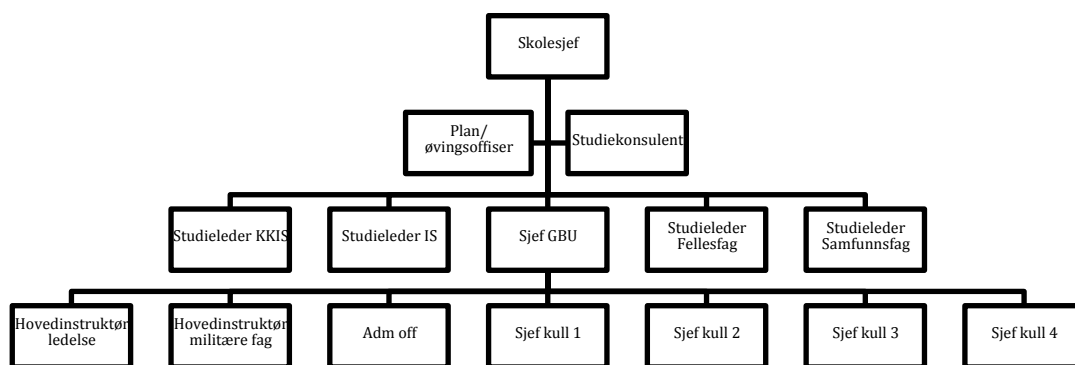 Skolesjef
Plan/
øvingsoffiser
Studiekonsulent
Studieleder KKIS
Studieleder IS
Sjef GBU
Studieleder
Fellesfag
Studieleder
Samfunnsfag
Hovedinstruktør
ledelse
Hovedinstruktør
militære fag
Adm off
Sjef kull 1
Sjef kull 2
Sjef kull 3
Sjef kull 4